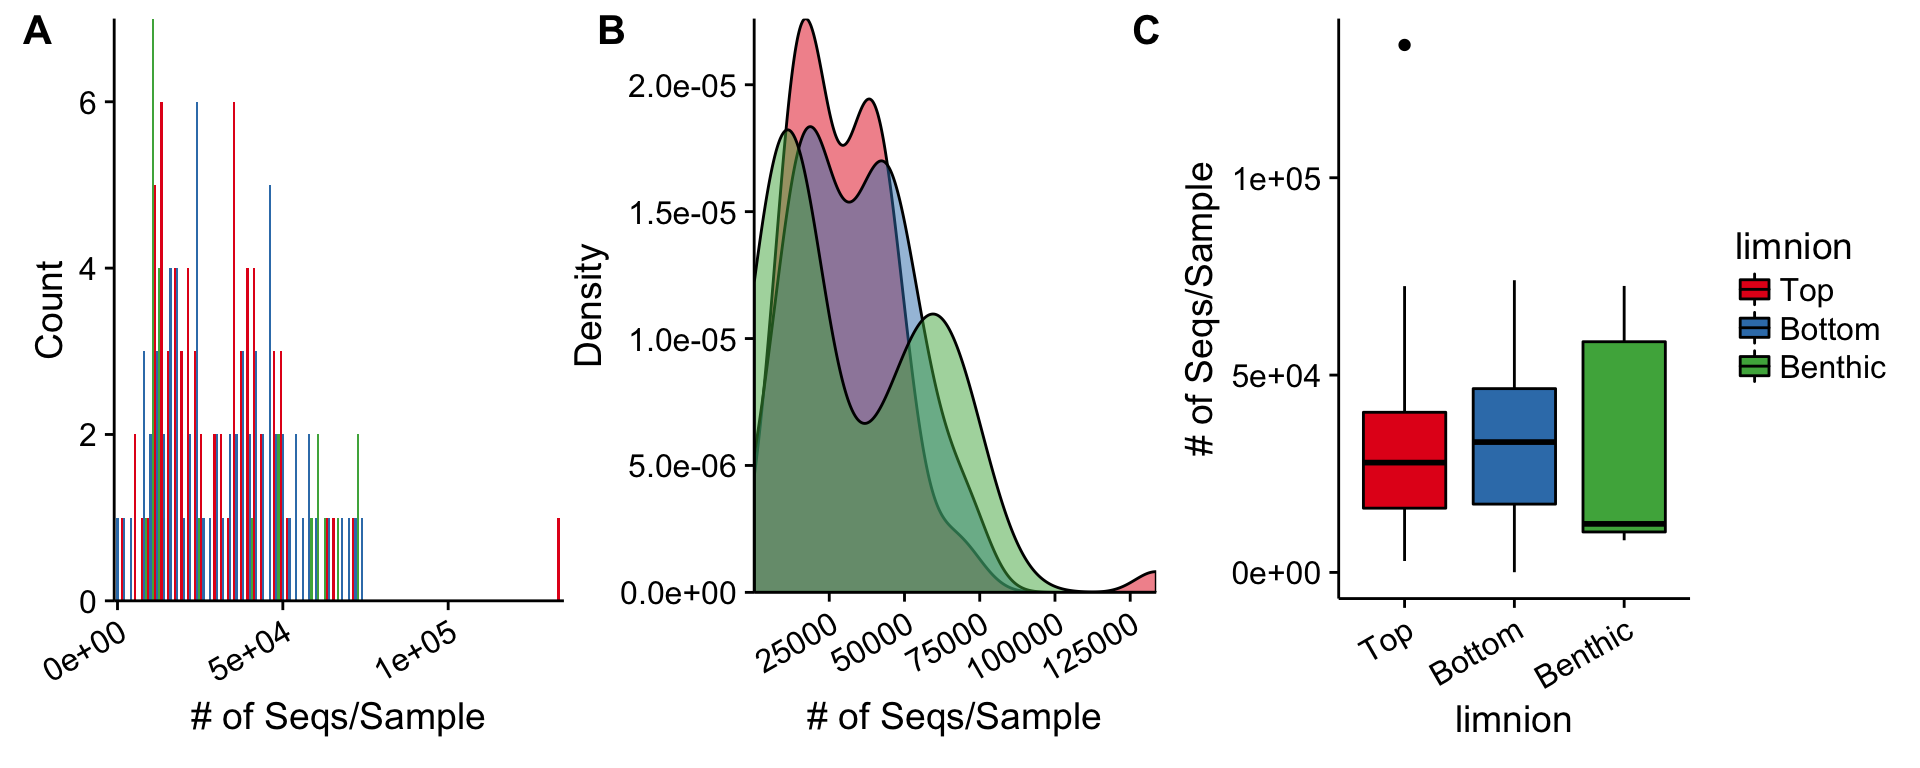 A
Count
6
4
2
0
0e+00
5e+04
1e+05
# of Seqs/Sample
B
Density
2.0e-05
1.5e-05
1.0e-05
5.0e-06
0.0e+00
25000
50000
75000
100000
125000
# of Seqs/Sample
C
# of Seqs/Sample
1e+05
5e+04
0e+00
Top
Bottom
Benthic
limnion
limnion
Top
Bottom
Benthic